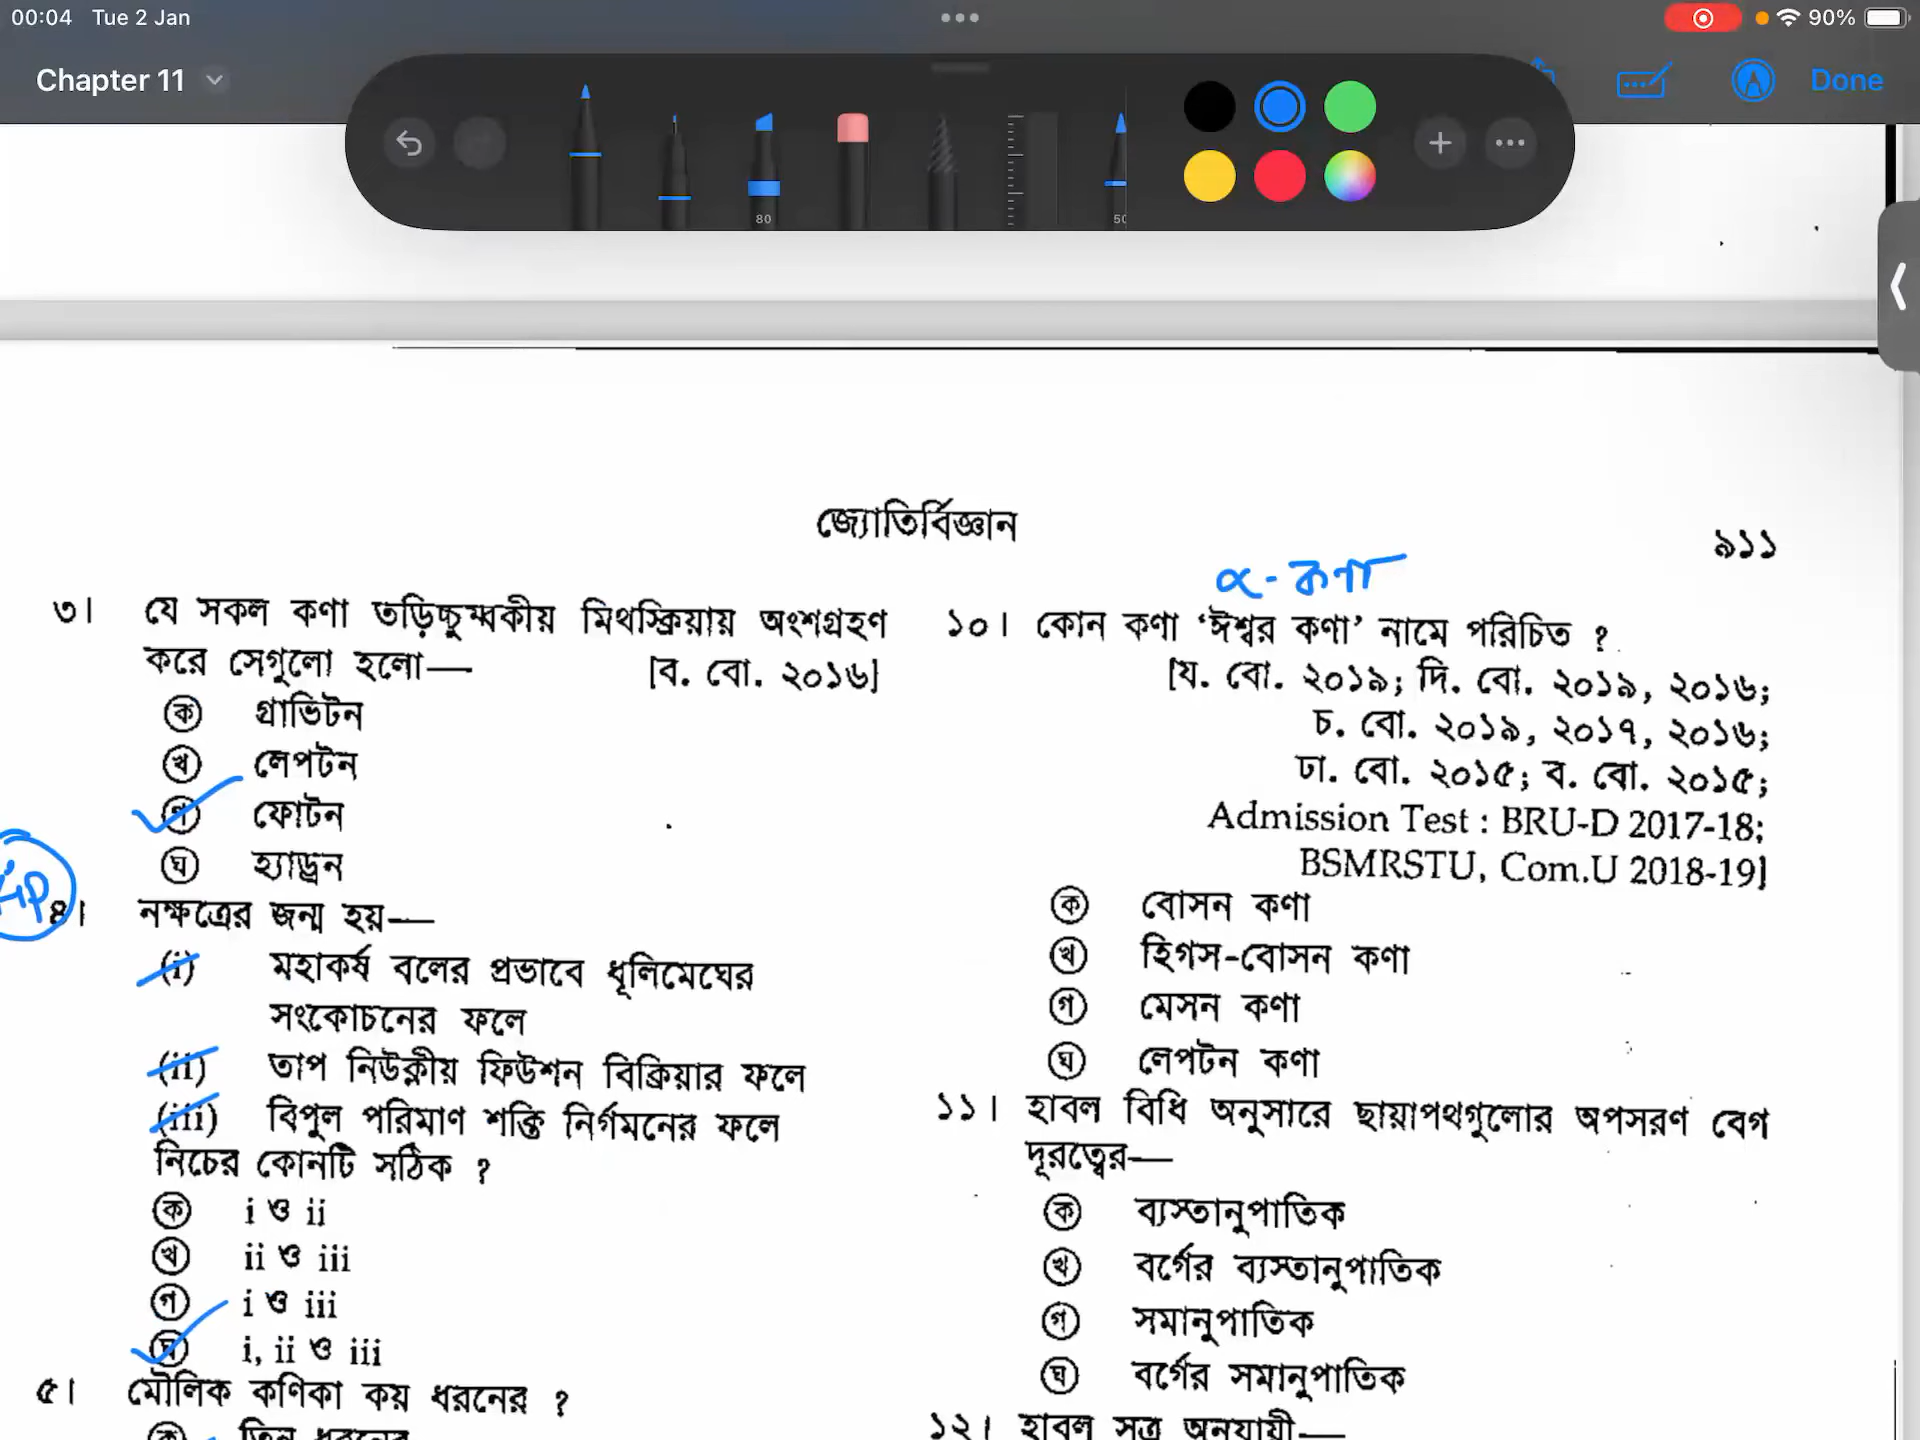 00:04 Tue 2 Jan
90%
Chapter 11
Done
80
50
জ্যোতির্বিজ্ঞান
৯১১
৩। যে সকল কণা তড়িচ্চুম্বকীয় মিথস্ক্রিয়ায় অংশগ্রহণ
করে সেগুলো হলো— [ব. বো. ২০১৬]
ক গ্রাভিটন
খ লেপটন
গ ফোটন
ঘ হ্যাড্রন
৪। নক্ষত্রের জন্ম হয়—
(i) মহাকর্ষ বলের প্রভাবে ধূলিমেঘের
সংকোচনের ফলে
(ii) তাপ নিউক্লীয় ফিউশন বিক্রিয়ার ফলে
(iii) বিপুল পরিমাণ শক্তি নির্গমনের ফলে
নিচের কোনটি সঠিক ?
ক i ও ii
খ ii ও iii
গ i ও iii
ঘ i, ii ও iii
৫। মৌলিক কণিকা কয় ধরনের ?
ক তিন ধরনের
α-কণা
১০। কোন কণা ‘ঈশ্বর কণা’ নামে পরিচিত ?
[য. বো. ২০১৯; দি. বো. ২০১৯, ২০১৬;
চ. বো. ২০১৯, ২০১৭, ২০১৬;
ঢা. বো. ২০১৫; ব. বো. ২০১৫;
Admission Test : BRU-D 2017-18;
BSMRSTU, Com.U 2018-19]
ক বোসন কণা
খ হিগস-বোসন কণা
গ মেসন কণা
ঘ লেপটন কণা
১১। হাবল বিধি অনুসারে ছায়াপথগুলোর অপসরণ বেগ
দূরত্বের—
ক ব্যস্তানুপাতিক
খ বর্গের ব্যস্তানুপাতিক
গ সমানুপাতিক
ঘ বর্গের সমানুপাতিক
১২। হাবল সূত্র অনুযায়ী—